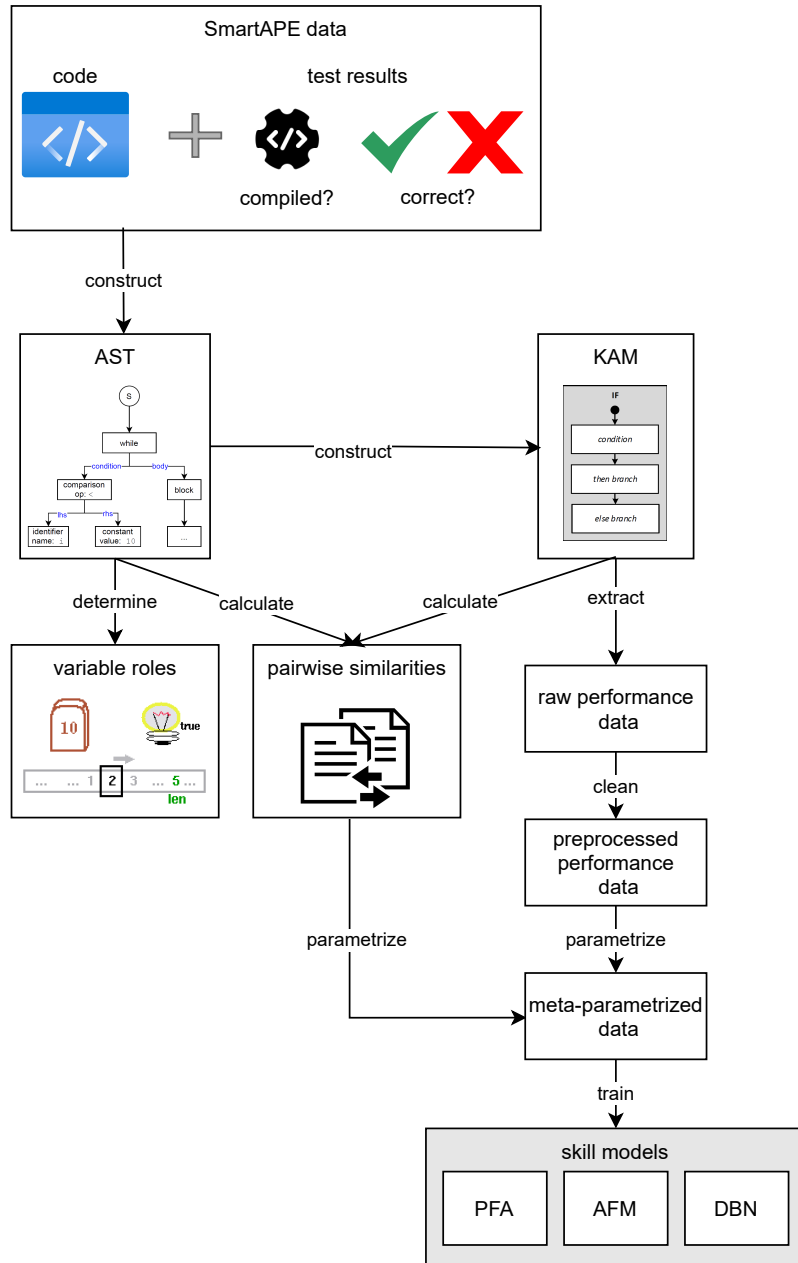 SmartAPE data
code
test results
</>
</>
compiled?
correct?
construct
AST
S
while
condition
body
comparison
op: <
block
lhs
rhs
identifier
name: i
constant
value: 10
...
construct
KAM
IF
condition
then branch
else branch
determine
calculate
calculate
extract
variable roles
10
true
... ... 1 2 3 ... 5 ...
len
pairwise similarities
raw performance
data
clean
preprocessed
performance
data
parametrize
parametrize
meta-parametrized
data
train
skill models
PFA
AFM
DBN